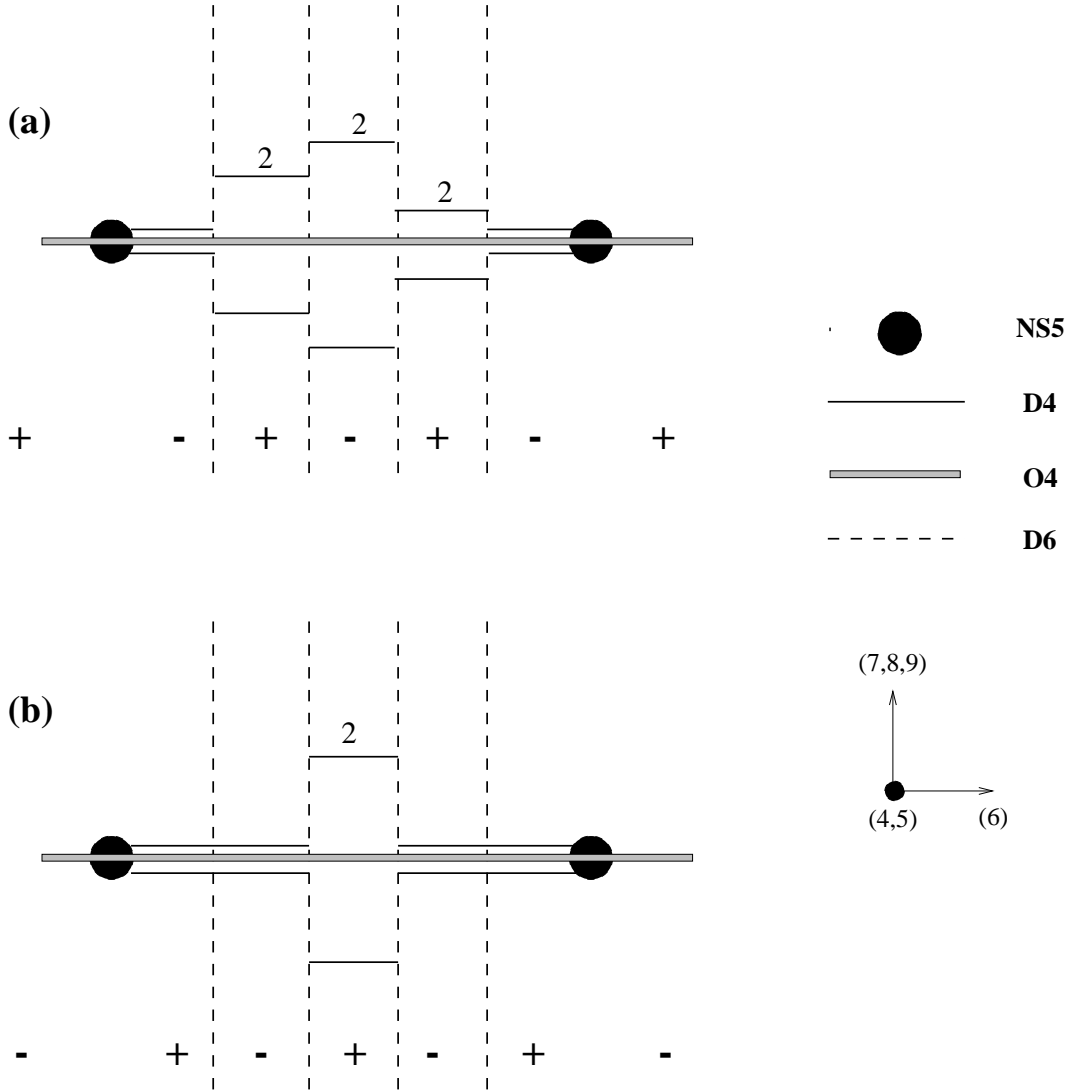 (a)
2
2
2
+ - + - + - +
NS5
D4
O4
D6
(7,8,9)
(4,5)
(6)
(b)
2
- + - + - + -